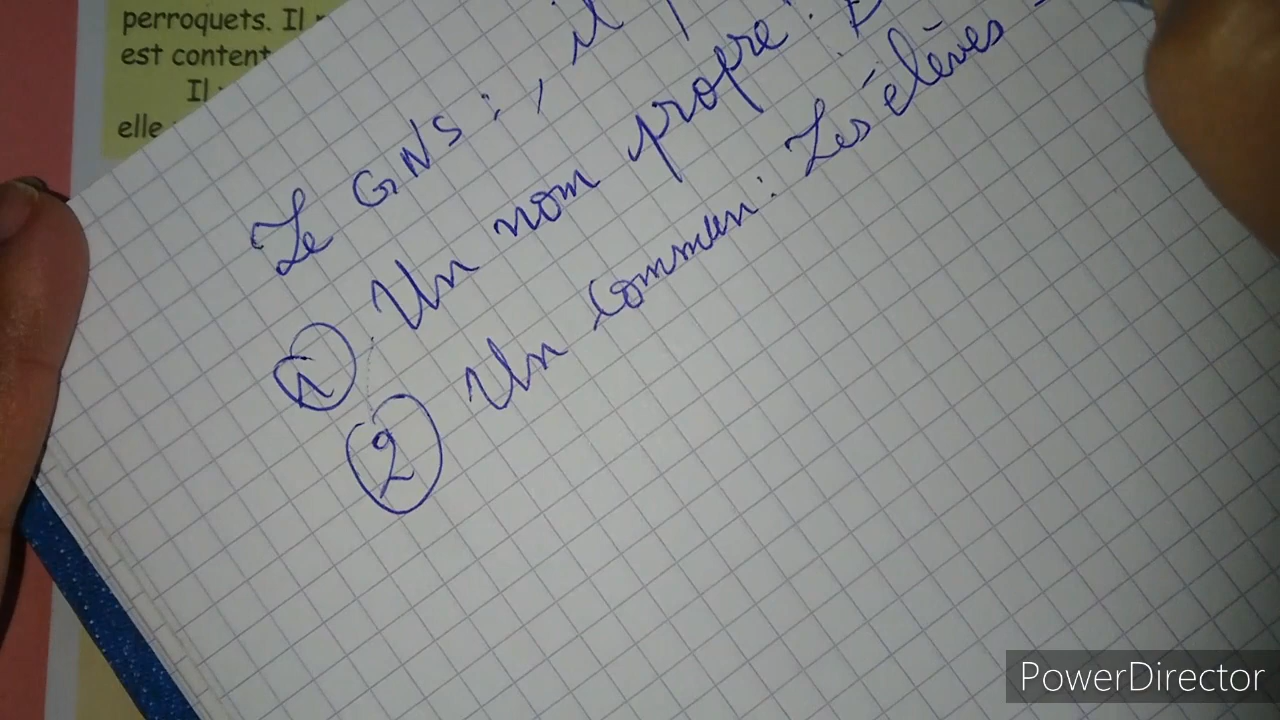 perroquets. Il
est content
Il
elle
Le GNS : , il
1 Un nom propre :
2 Un commun : Les élèves -
PowerDirector